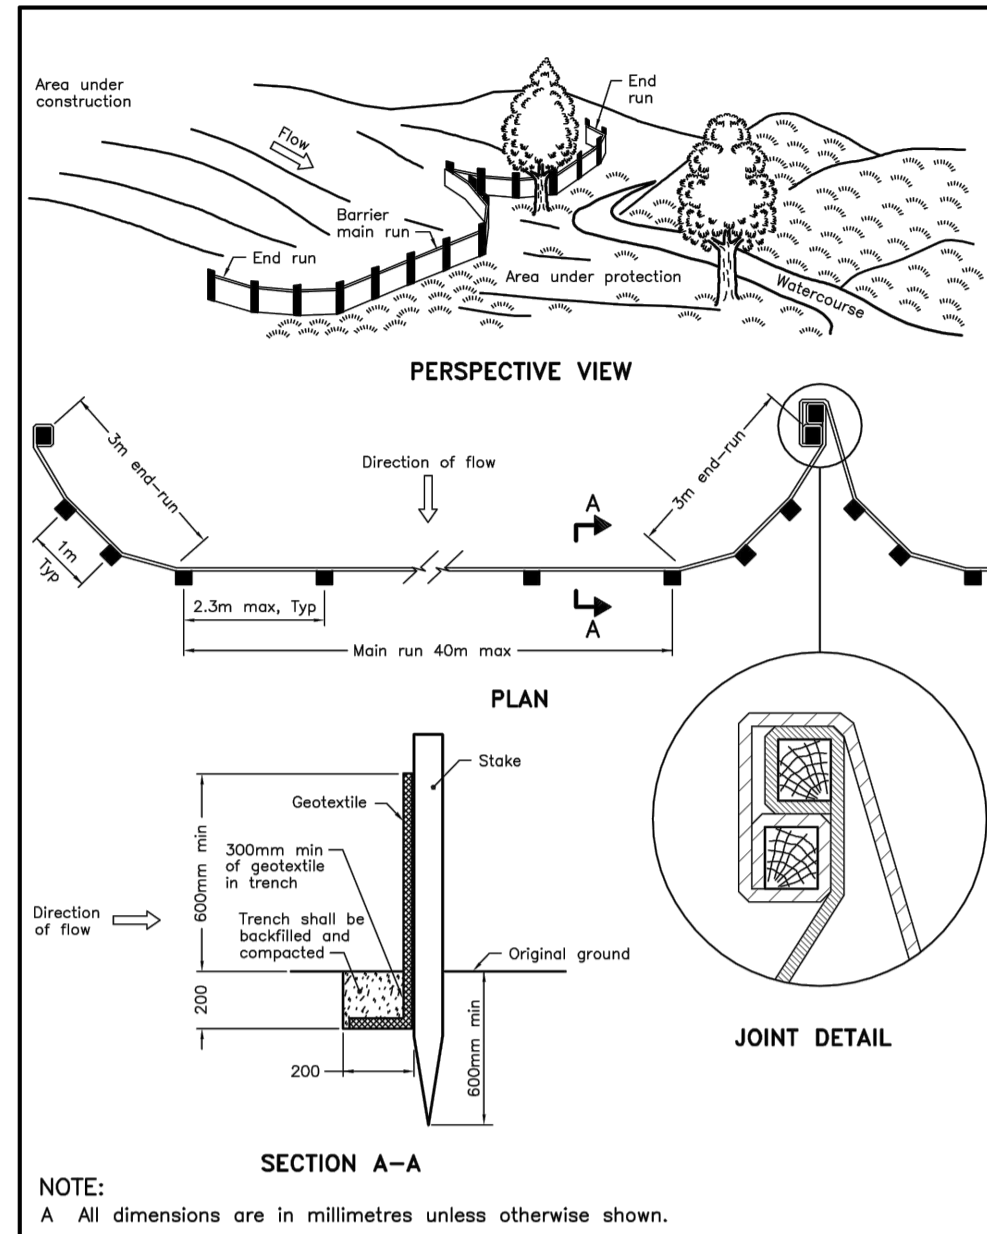 Area under
construction
Flow
End
run
Barrier
main run
End run
Area under protection
Watercourse
PERSPECTIVE VIEW
3m end-run
Direction of flow
3m end-run
A
1m
Typ
2.3m max, Typ
A
Main run 40m max
PLAN
Stake
Geotextile
600mm min
300mm min
of geotextile
in trench
Direction
of flow
Trench shall be
backfilled and
compacted
Original ground
200
200
600mm min
JOINT DETAIL
SECTION A-A
NOTE:
A All dimensions are in millimetres unless otherwise shown.